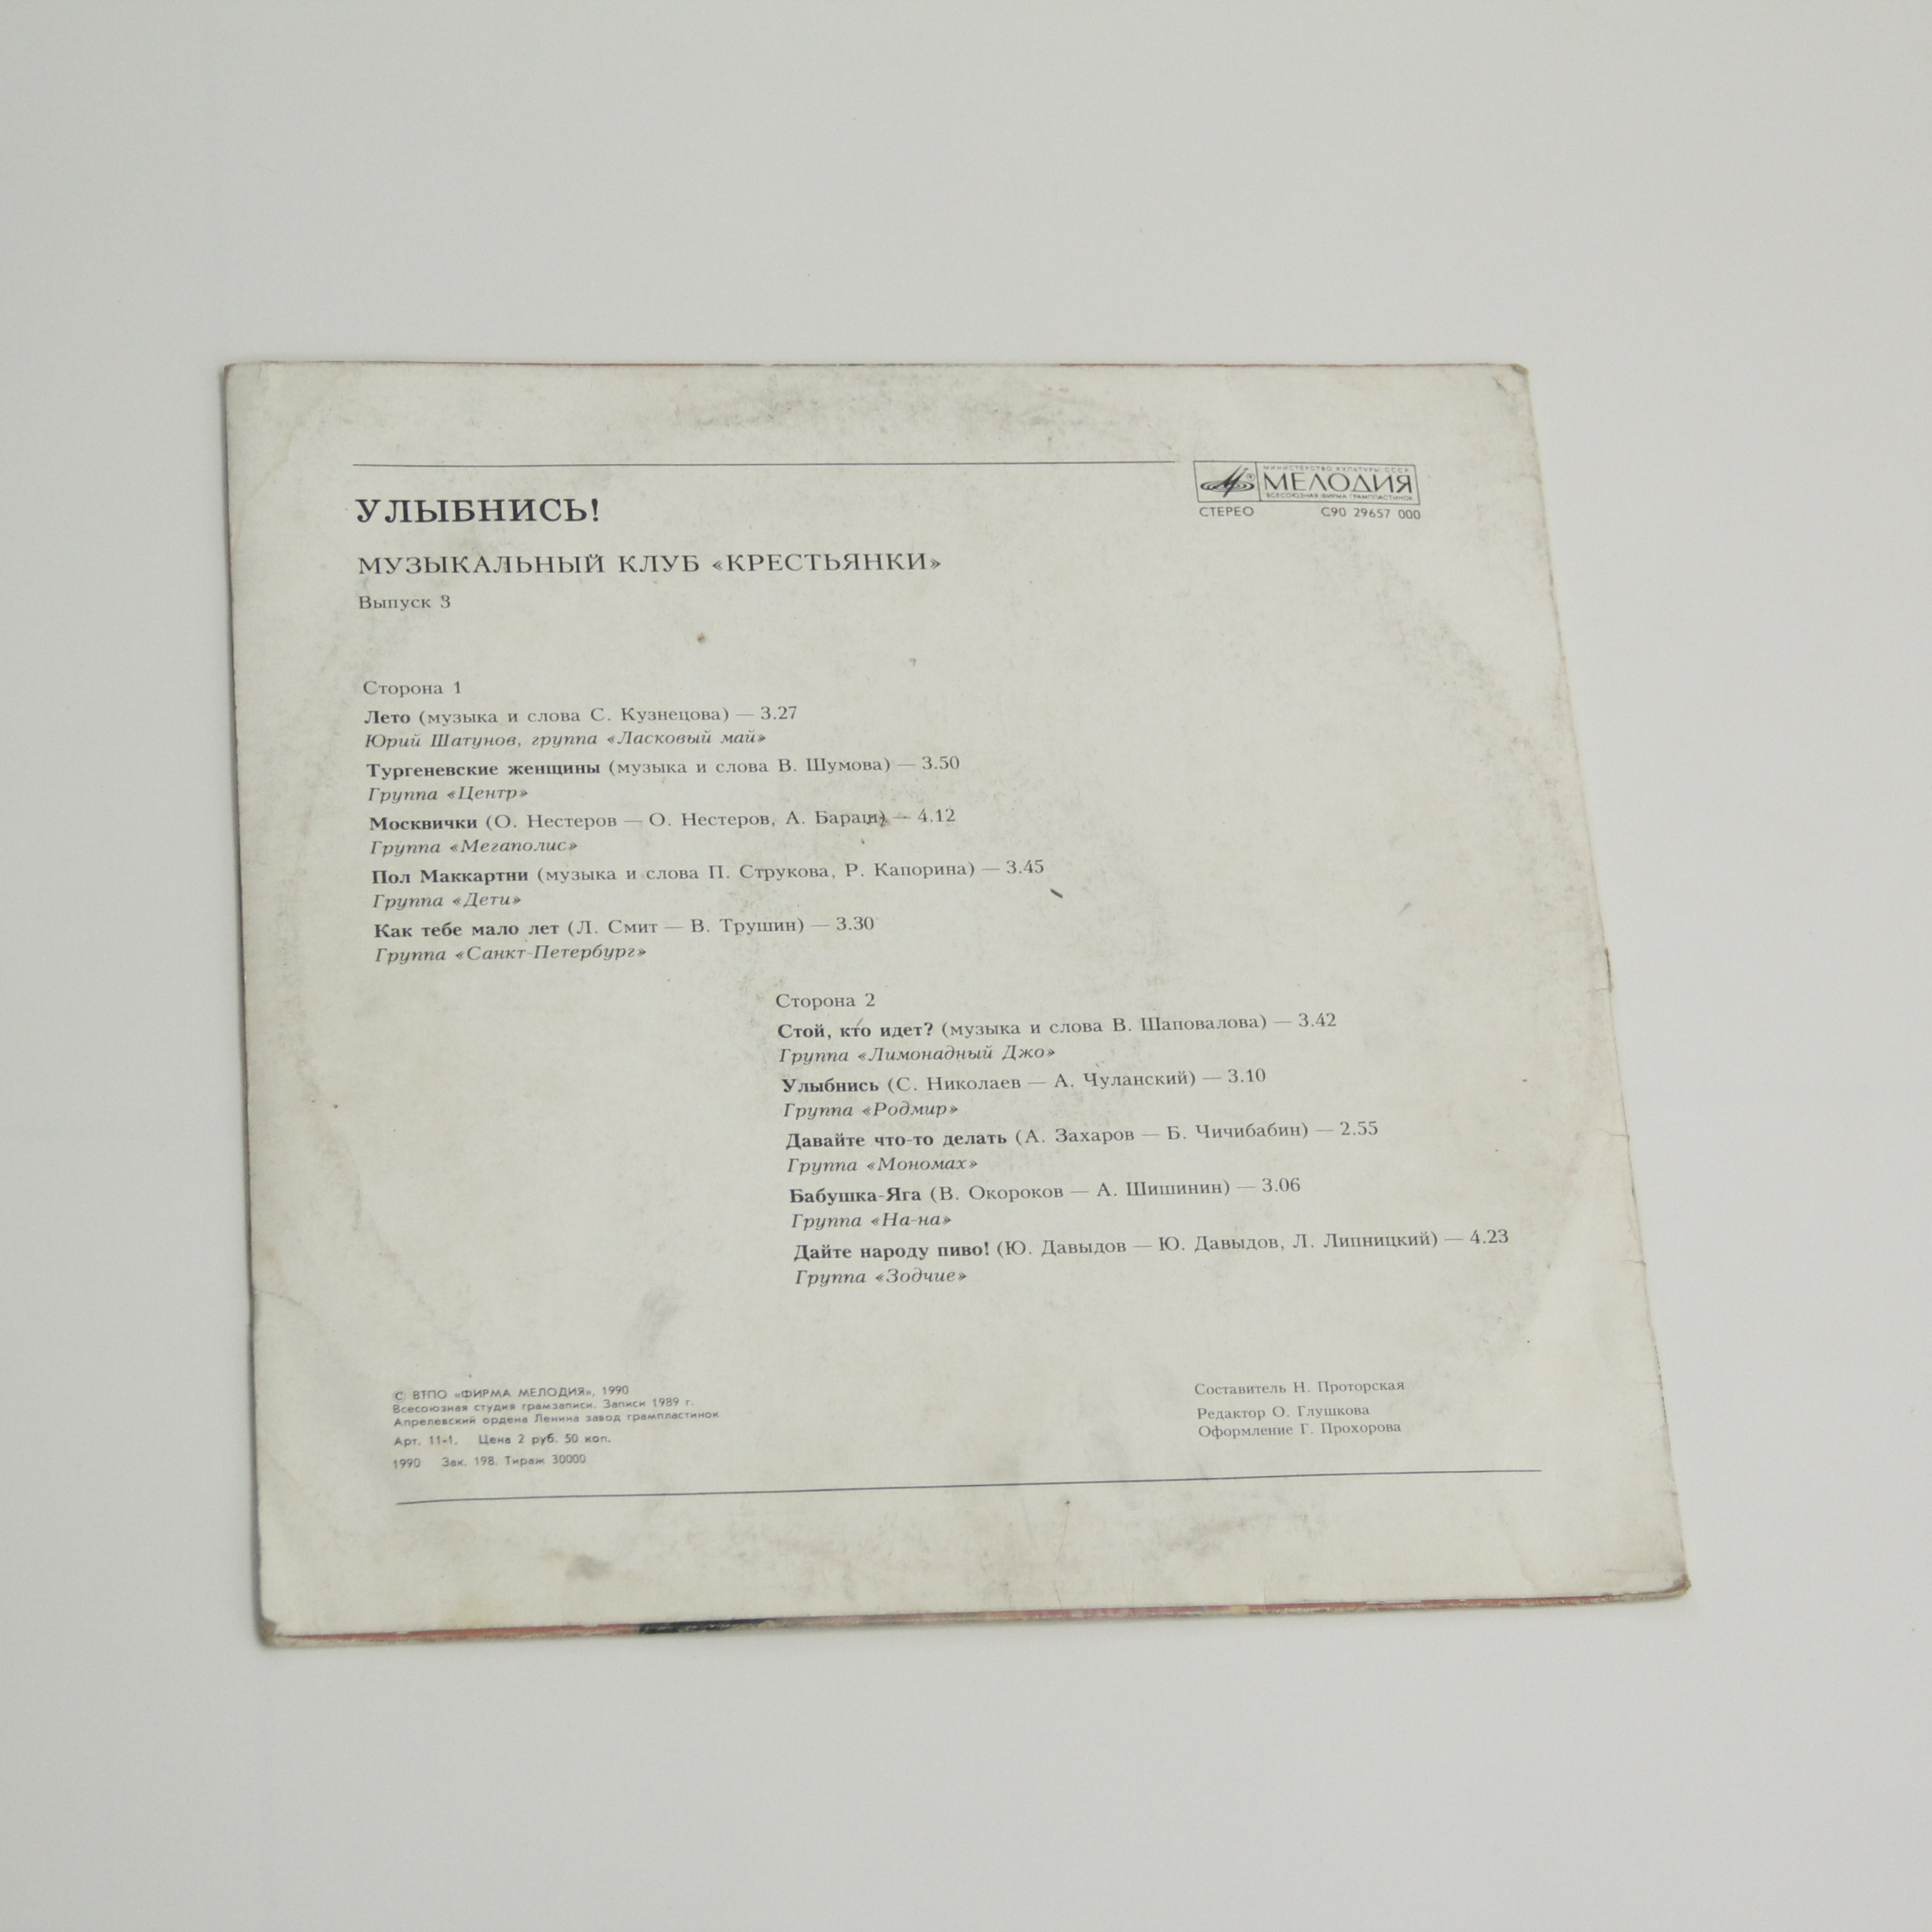 МИНИСТЕРСТВО КУЛЬТУРЫ СССР
МЕЛОДИЯ
ВСЕСОЮЗНАЯ ФИРМА ГРАМПЛАСТИНОК
СТЕРЕО С90 29657 000
УЛЫБНИСЬ!
МУЗЫКАЛЬНЫЙ КЛУБ «КРЕСТЬЯНКИ»
Выпуск 3
Сторона 1
Лето (музыка и слова С. Кузнецова) — 3.27
Юрий Шатунов, группа «Ласковый май»
Тургеневские женщины (музыка и слова В. Шумова) — 3.50
Группа «Центр»
Москвички (О. Нестеров — О. Нестеров, А. Бараш) — 4.12
Группа «Мегаполис»
Пол Маккартни (музыка и слова П. Струкова, Р. Капорина) — 3.45
Группа «Дети»
Как тебе мало лет (Л. Смит — В. Трушин) — 3.30
Группа «Санкт-Петербург»
Сторона 2
Стой, кто идет? (музыка и слова В. Шаповалова) — 3.42
Группа «Лимонадный Джо»
Улыбнись (С. Николаев — А. Чуланский) — 3.10
Группа «Родмир»
Давайте что-то делать (А. Захаров — Б. Чичибабин) — 2.55
Группа «Мономах»
Бабушка-Яга (В. Окороков — А. Шишинин) — 3.06
Группа «На-на»
Дайте народу пиво! (Ю. Давыдов — Ю. Давыдов, Л. Липницкий) — 4.23
Группа «Зодчие»
© ВТПО «ФИРМА МЕЛОДИЯ», 1990
Всесоюзная студия грамзаписи. Записи 1989 г.
Апрелевский ордена Ленина завод грампластинок
Арт. 11-1. Цена 2 руб. 50 коп.
1990 Зак. 198. Тираж 30000
Составитель Н. Проторская
Редактор О. Глушкова
Оформление Г. Прохорова